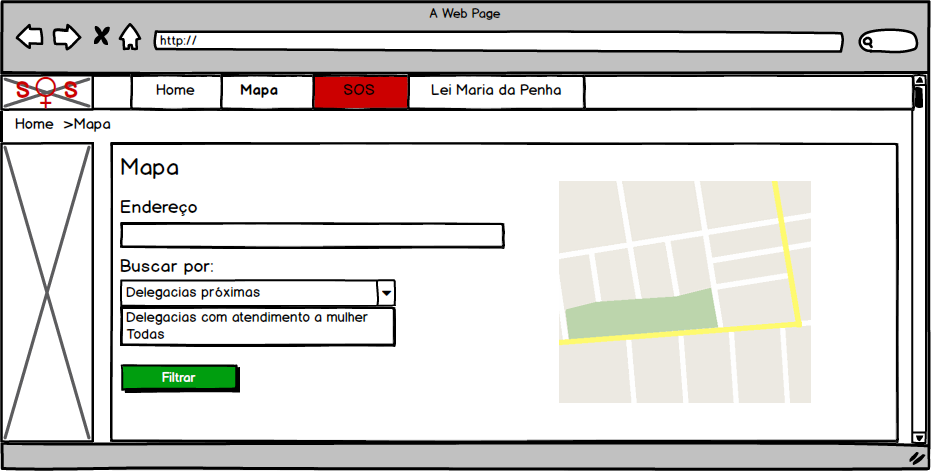 A Web Page
http://
S S
Home Mapa SOS Lei Maria da Penha
Home >Mapa
Mapa
Endereço
Buscar por:
Delegacias próximas
Delegacias com atendimento a mulher
Todas
Filtrar